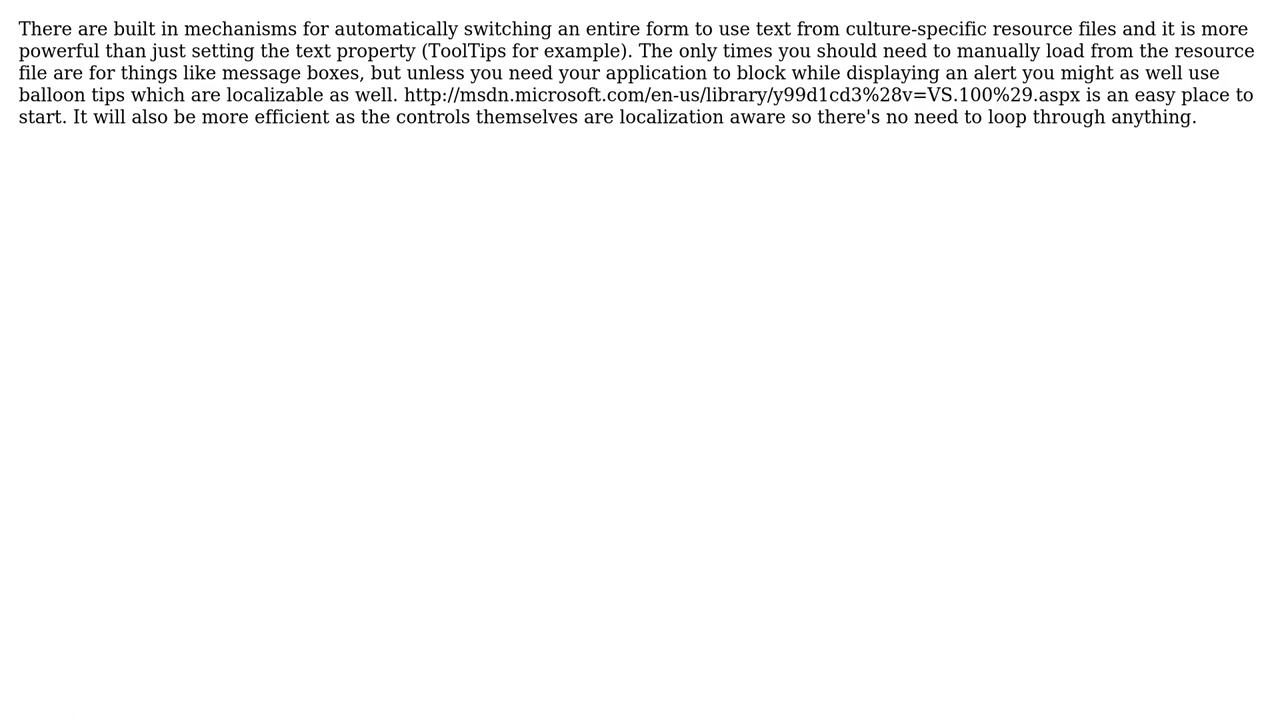 There are built in mechanisms for automatically switching an entire form to use text from culture-specific resource files and it is more
powerful than just setting the text property (ToolTips for example). The only times you should need to manually load from the resource
file are for things like message boxes, but unless you need your application to block while displaying an alert you might as well use
balloon tips which are localizable as well. http://msdn.microsoft.com/en-us/library/y99d1cd3%28v=VS.100%29.aspx is an easy place to
start. It will also be more efficient as the controls themselves are localization aware so there's no need to loop through anything.